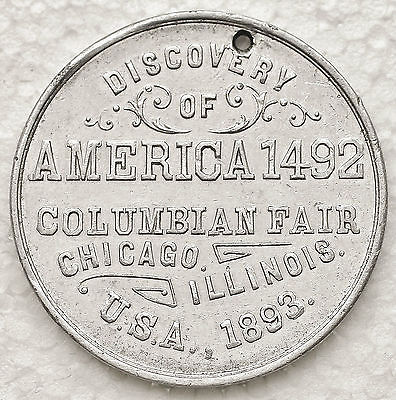 DISCOVERY
OF
AMERICA 1492
COLUMBIAN FAIR
CHICAGO.
ILLINOIS.
U.S.A., 1893.